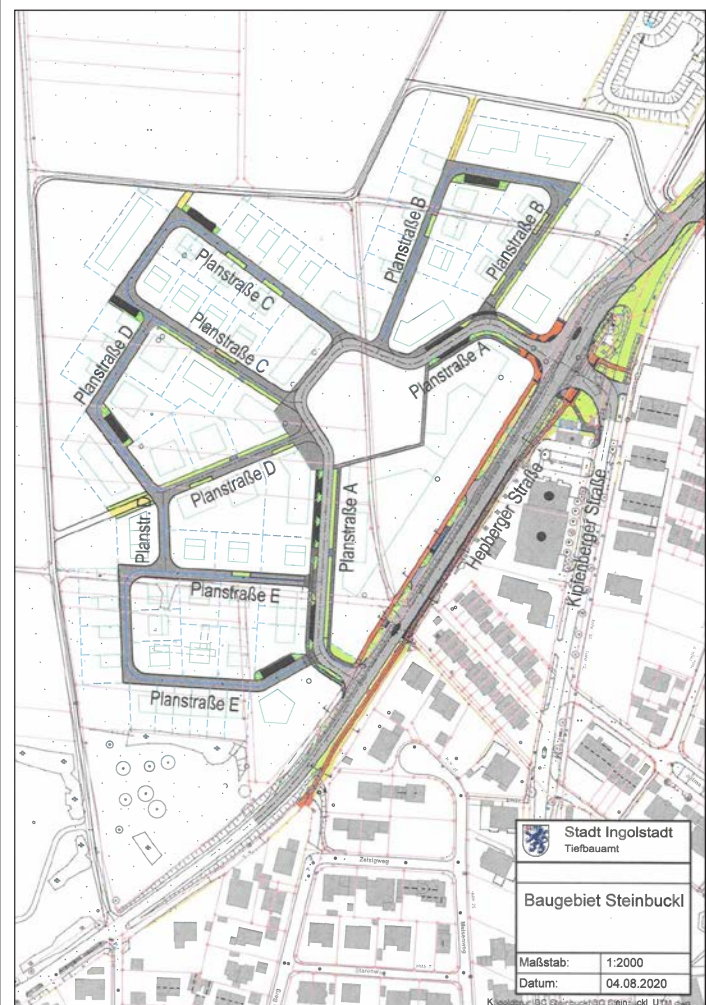 Planstraße B
Planstraße B
Planstraße C
Planstraße C
Planstraße A
Planstraße D
Planstraße D
Planstr. D
Planstraße A
Hepberger Straße
Kipfenberger Straße
Planstraße E
Planstraße E
Zeisigweg
Stadt Ingolstadt
Tiefbauamt
Baugebiet Steinbuckl
Maßstab: 1:2000
Datum: 04.08.2020